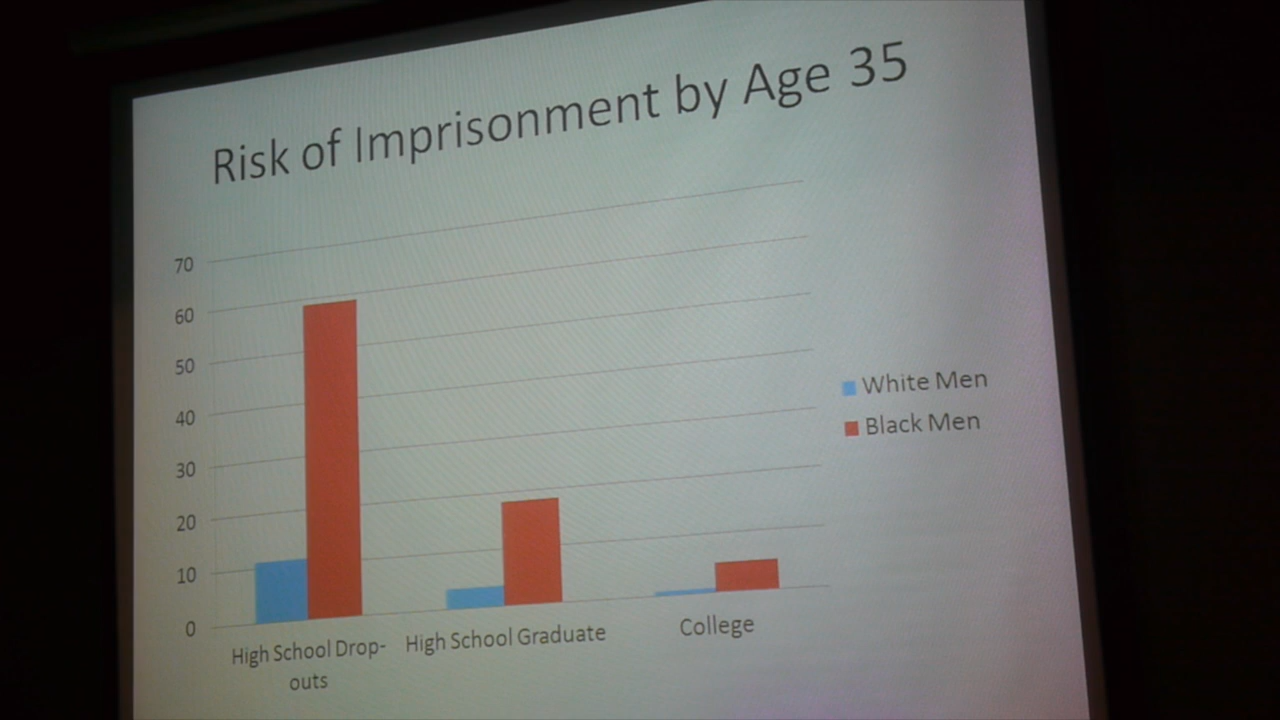 Risk of Imprisonment by Age 35
70
60
50
40
30
20
10
0
White Men
Black Men
High School Drop-
outs
High School Graduate
College